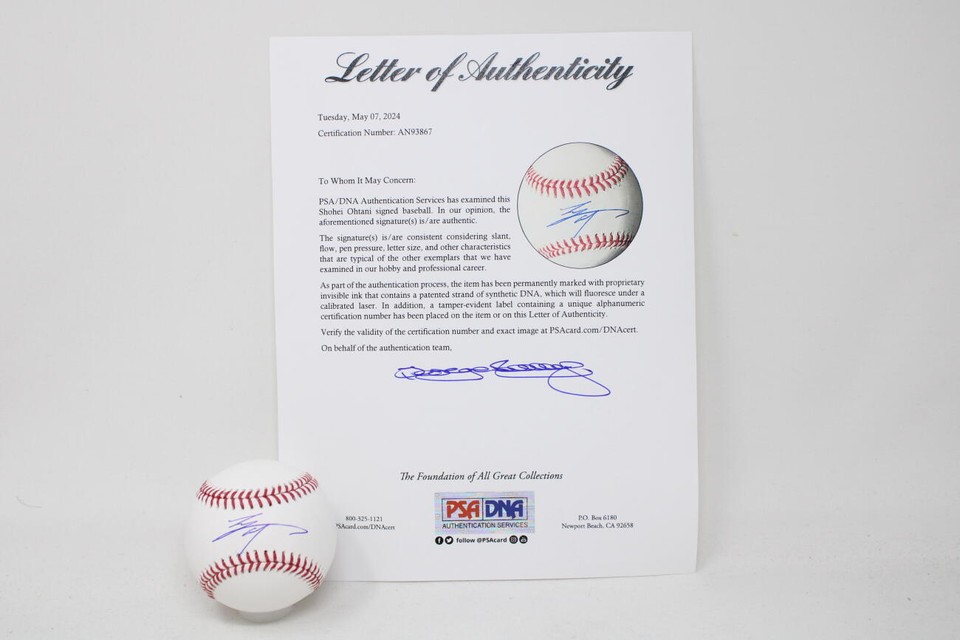 Letter of Authenticity
Tuesday, May 07, 2024
Certification Number: AN93867
To Whom It May Concern:
PSA/DNA Authentication Services has examined this
Shohei Ohtani signed baseball. In our opinion, the
aforementioned signature(s) is/are authentic.
The signature(s) is/are consistent considering slant,
flow, pen pressure, letter size, and other characteristics
that are typical of the other exemplars that we have
examined in our hobby and professional career.
As part of the authentication process, the item has been permanently marked with proprietary
invisible ink that contains a patented strand of synthetic DNA, which will fluoresce under a
calibrated laser. In addition, a tamper-evident label containing a unique alphanumeric
certification number has been placed on the item or on this Letter of Authenticity.
Verify the validity of the certification number and exact image at PSAcard.com/DNAcert.
On behalf of the authentication team,
The Foundation of All Great Collections
800-325-1121
PSAcard.com/DNAcert
PSA DNA
AUTHENTICATION SERVICES
follow @PSAcard
P.O. Box 6180
Newport Beach, CA 92658